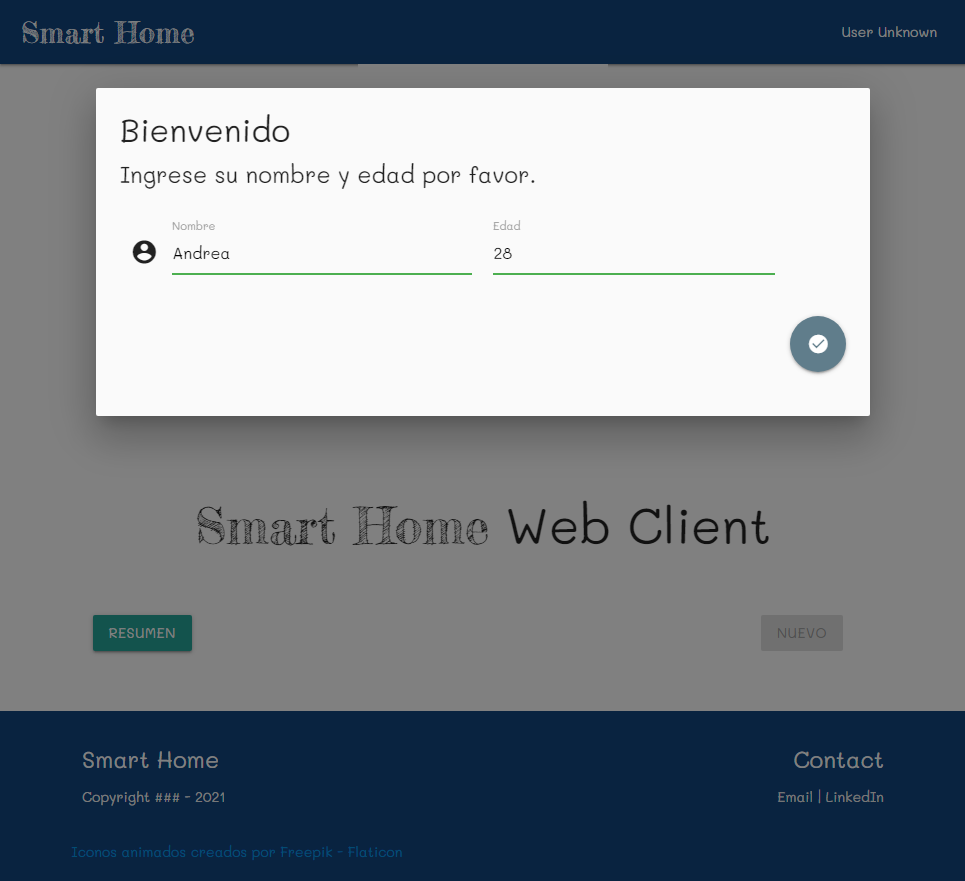 Smart Home
User Unknown
Bienvenido
Ingrese su nombre y edad por favor.
Nombre
Edad
Andrea
28
Smart Home Web Client
RESUMEN
NUEVO
Smart Home
Contact
Copyright ### - 2021
Email | LinkedIn
Iconos animados creados por Freepik - Flaticon